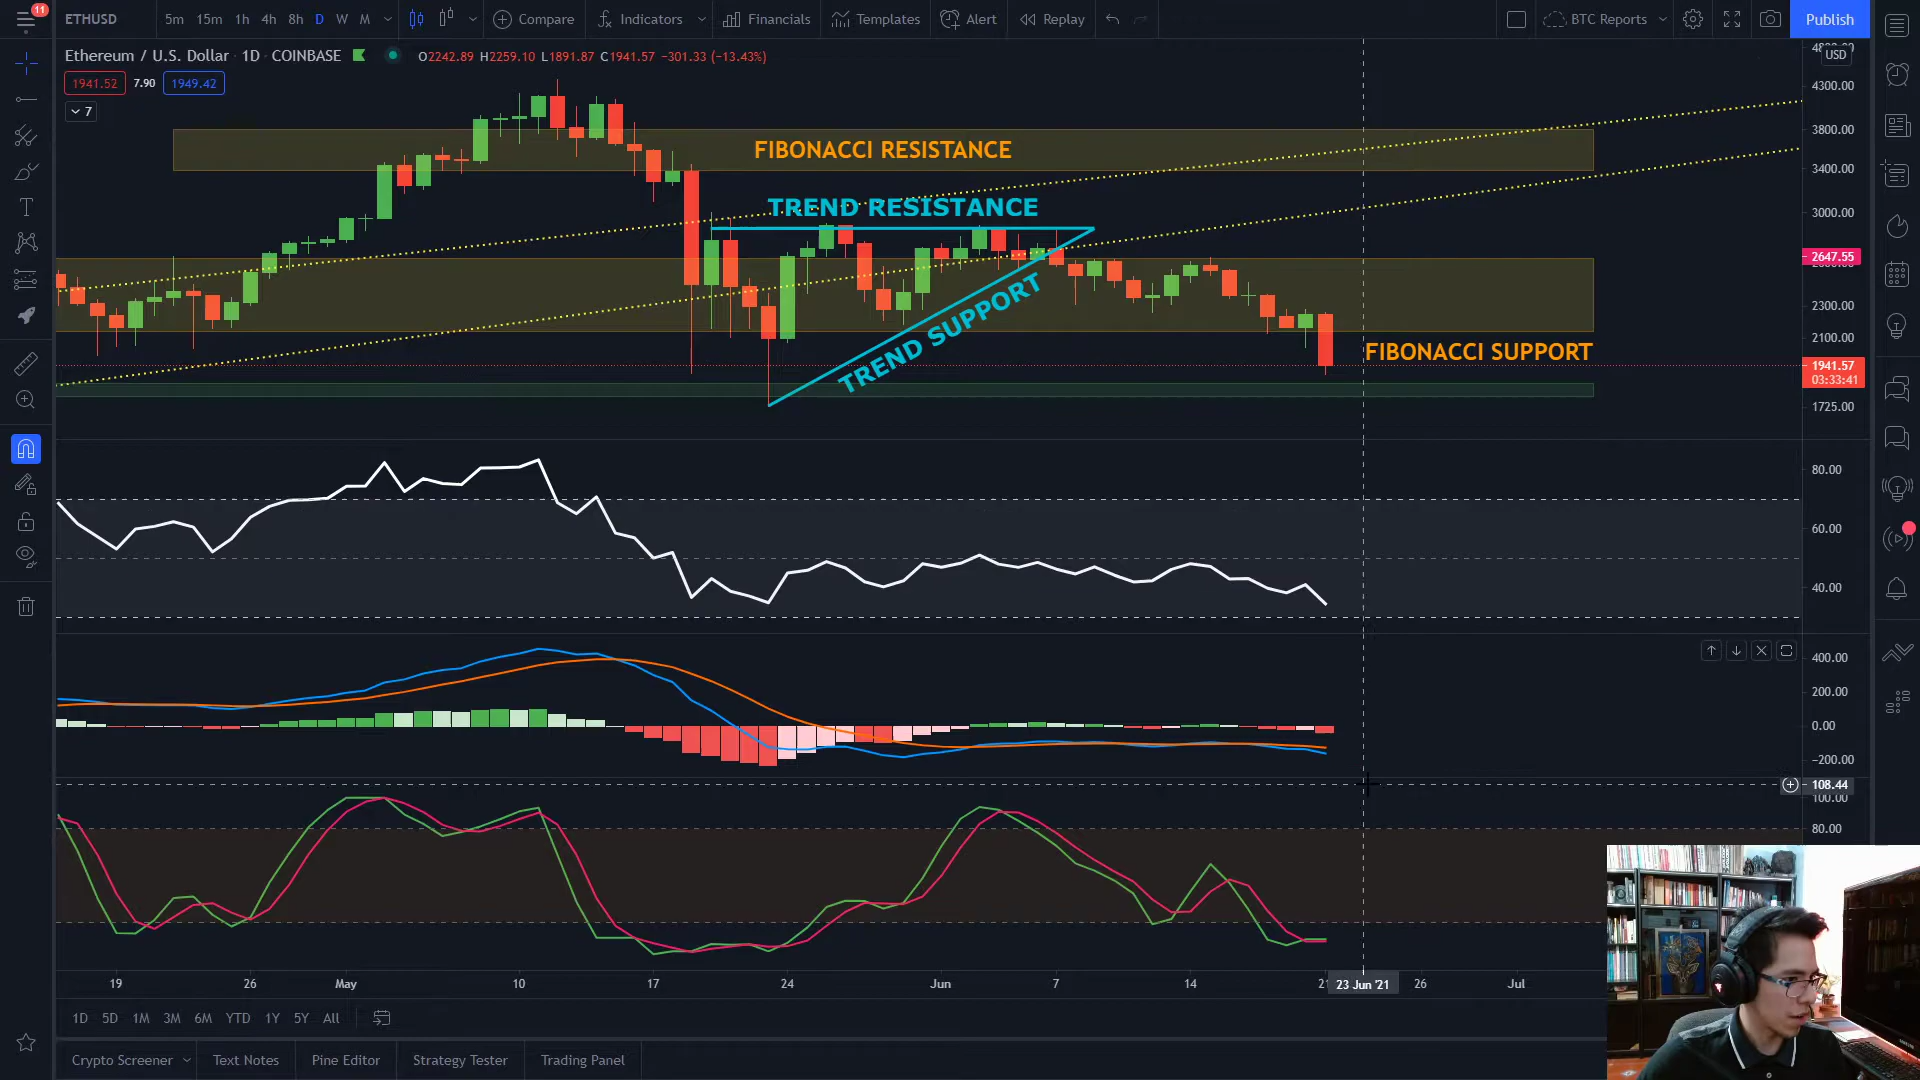 11
ETHUSD
5m 15m 1h 4h 8h D W M
Compare
Indicators
Financials
Templates
Alert
Replay
BTC Reports
Publish
Ethereum / U.S. Dollar · 1D · COINBASE
O2242.89 H2259.10 L1891.87 C1941.57 −301.33 (−13.43%)
1941.52 7.90 1949.42
7
USD
4300.00
3800.00
3400.00
3000.00
2647.55
2300.00
2100.00
1941.57
03:33:41
1725.00
FIBONACCI RESISTANCE
TREND RESISTANCE
TREND SUPPORT
FIBONACCI SUPPORT
80.00
60.00
40.00
400.00
200.00
0.00
−200.00
108.44
100.00
80.00
19 26 May 10 17 24 Jun 7 14 21 23 Jun '21 26 Jul
1D 5D 1M 3M 6M YTD 1Y 5Y All
Crypto Screener
Text Notes
Pine Editor
Strategy Tester
Trading Panel